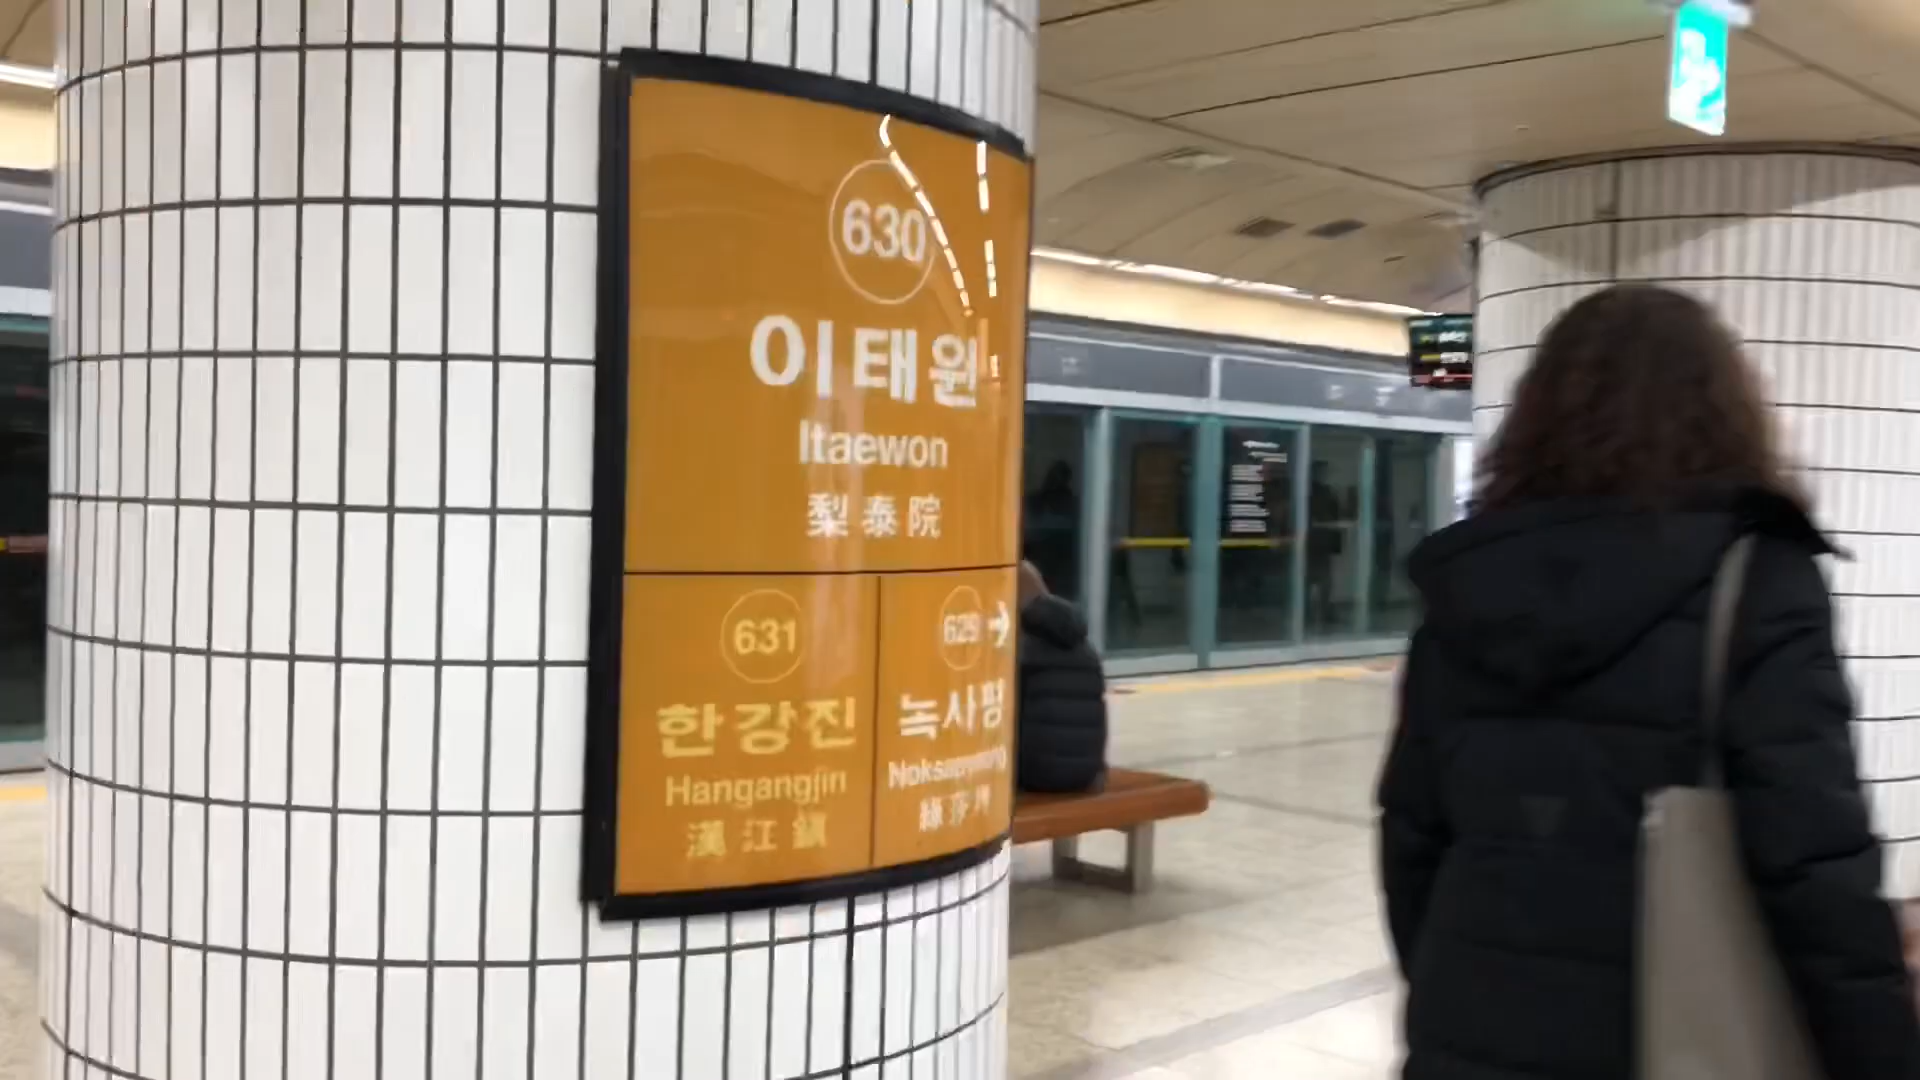 630
이태원
Itaewon
梨泰院
631
한강진
Hangangjin
漢江鎭
629 →
녹사평
Noksapyeong